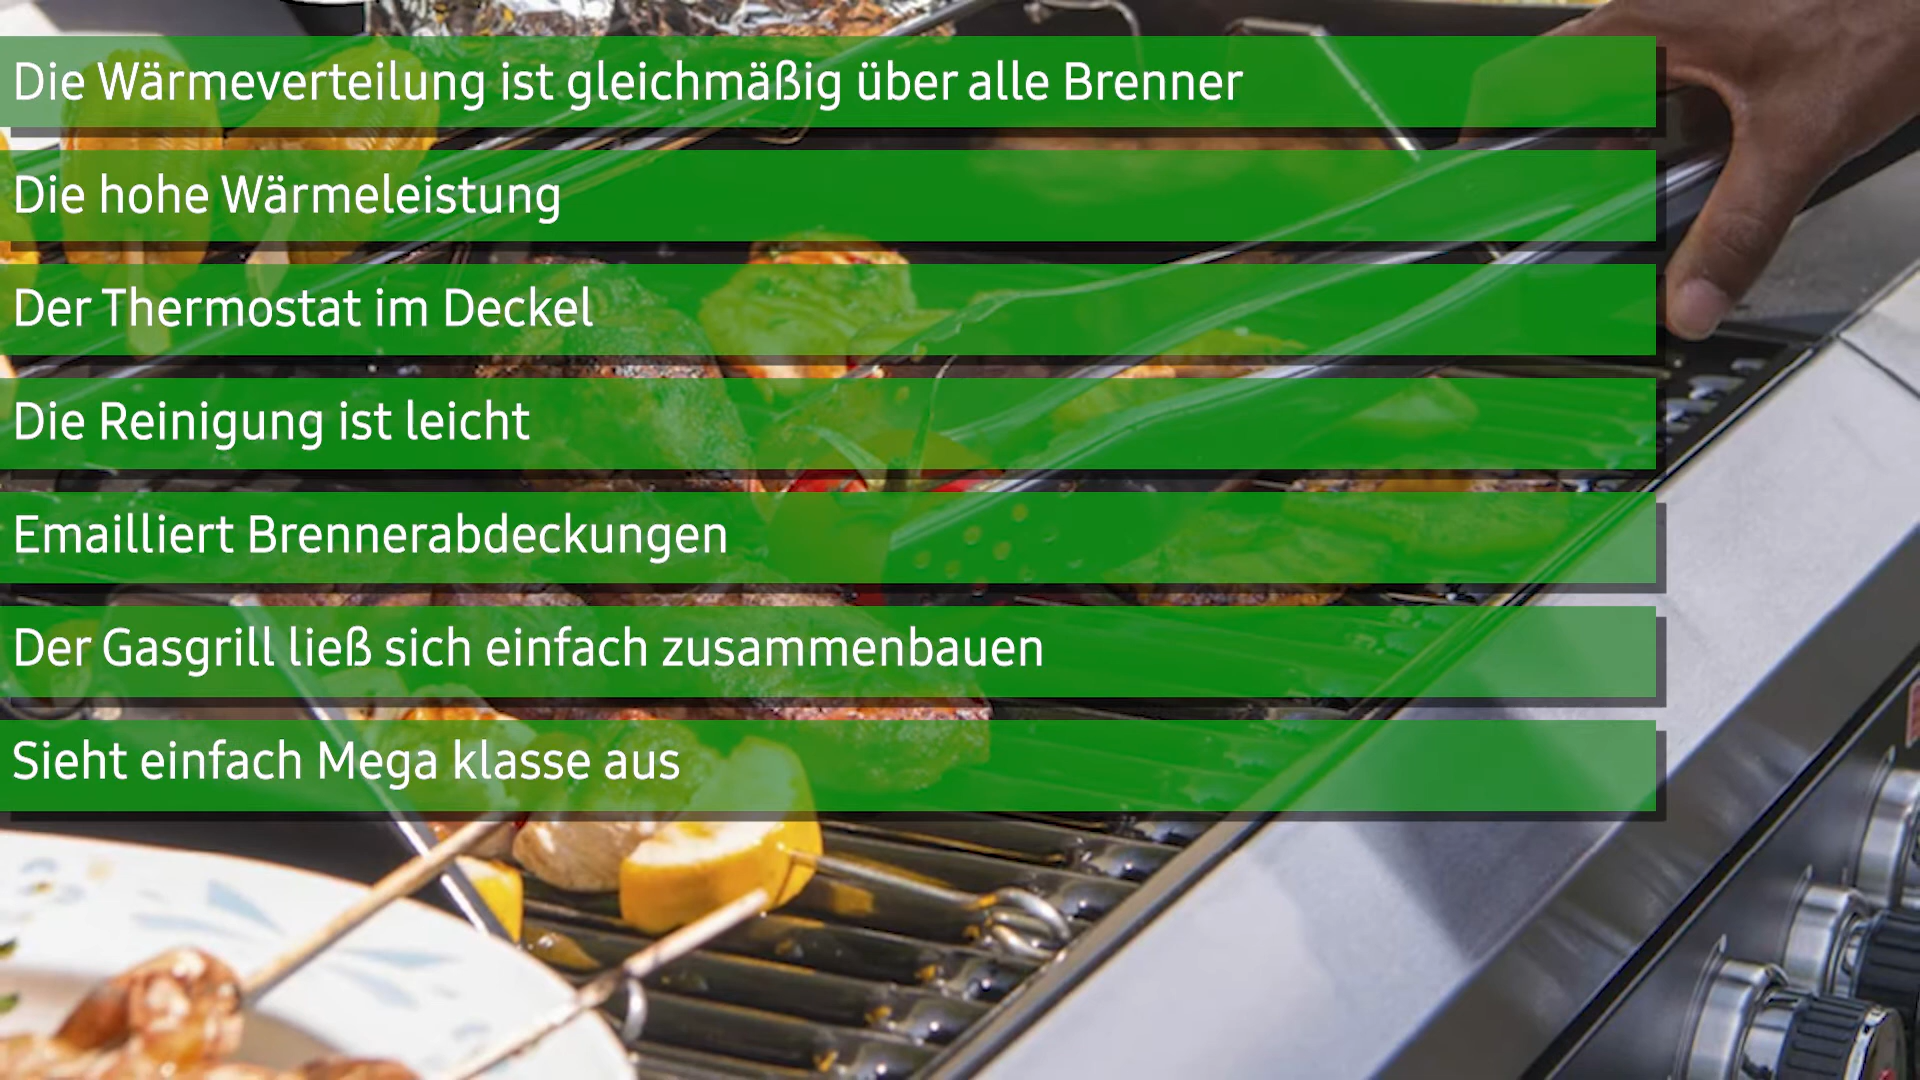 Die Wärmeverteilung ist gleichmäßig über alle Brenner
Die hohe Wärmeleistung
Der Thermostat im Deckel
Die Reinigung ist leicht
Emailliert Brennerabdeckungen
Der Gasgrill ließ sich einfach zusammenbauen
Sieht einfach Mega klasse aus